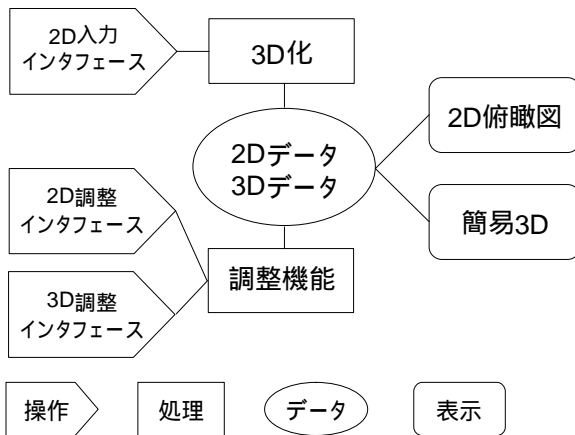 2D入力
インタフェース
3D化
2D俯瞰図
2Dデータ
3Dデータ
2D調整
インタフェース
簡易3D
調整機能
3D調整
インタフェース
操作
処理
データ
表示